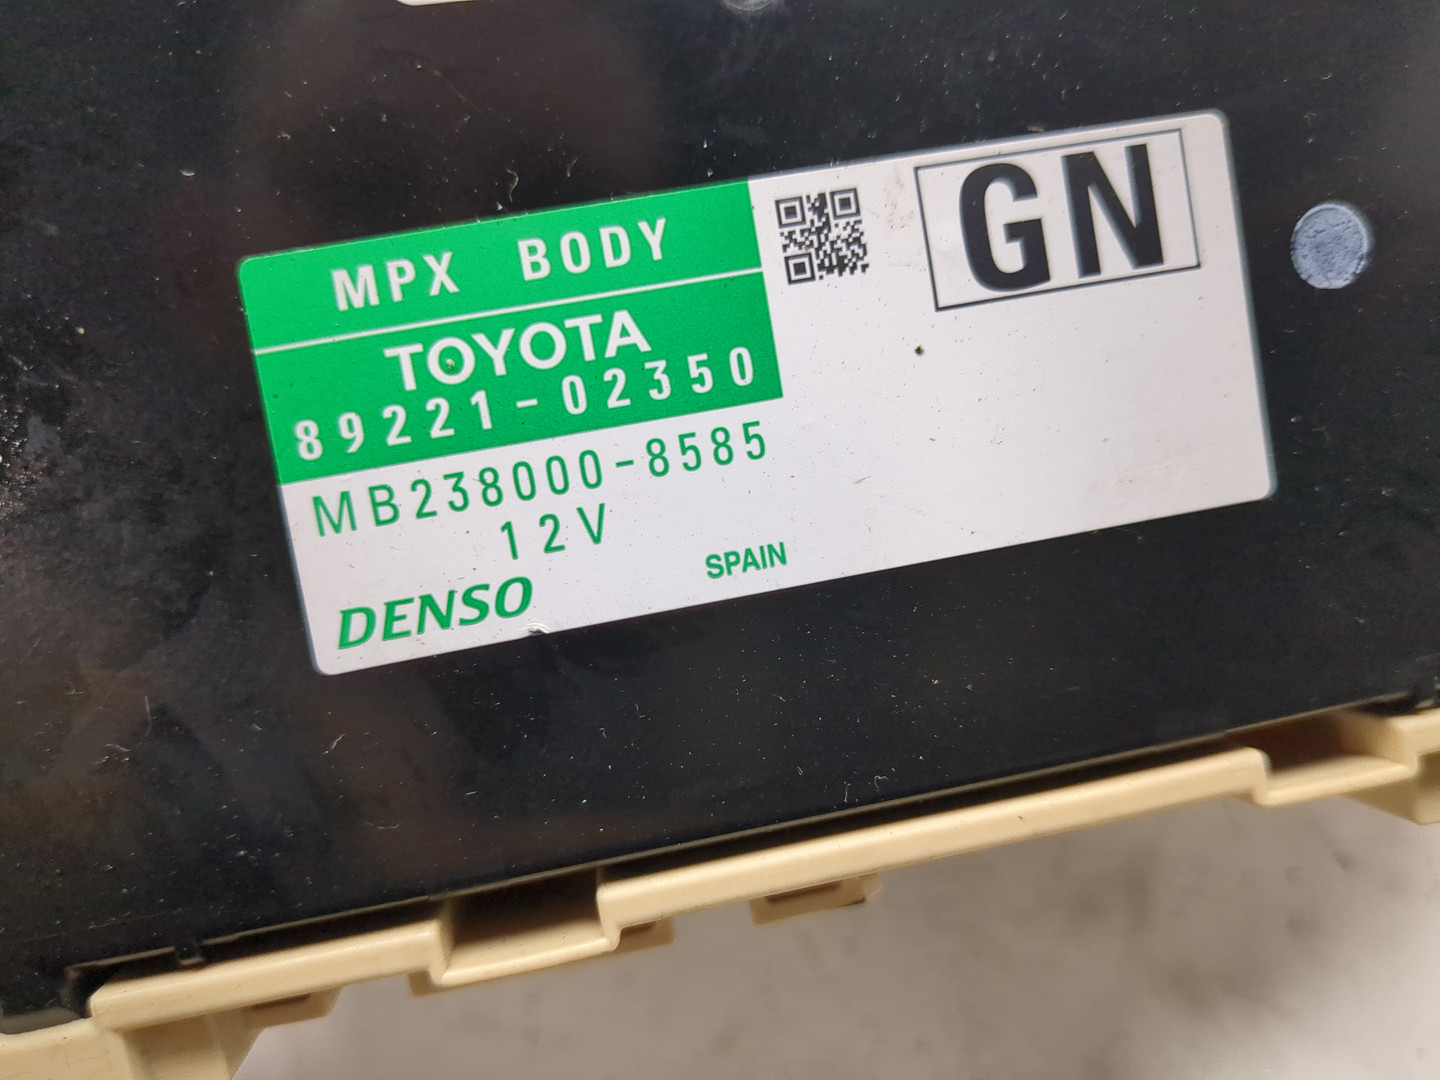 MPX BODY
TOYOTA
89221-02350
MB238000-8585
12V
DENSO
SPAIN
GN